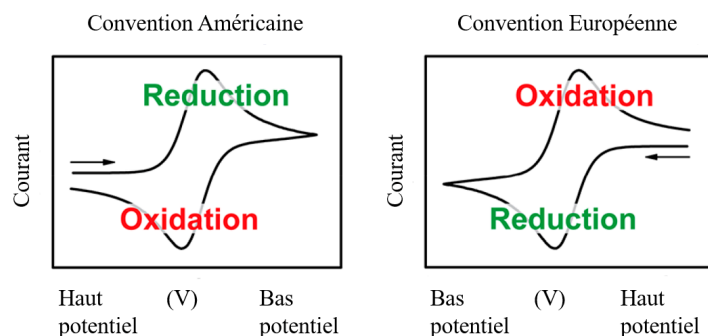 Convention Américaine
Courant
Reduction
Oxidation
Haut potentiel
(V)
Bas potentiel
Convention Européenne
Courant
Oxidation
Reduction
Bas potentiel
(V)
Haut potentiel